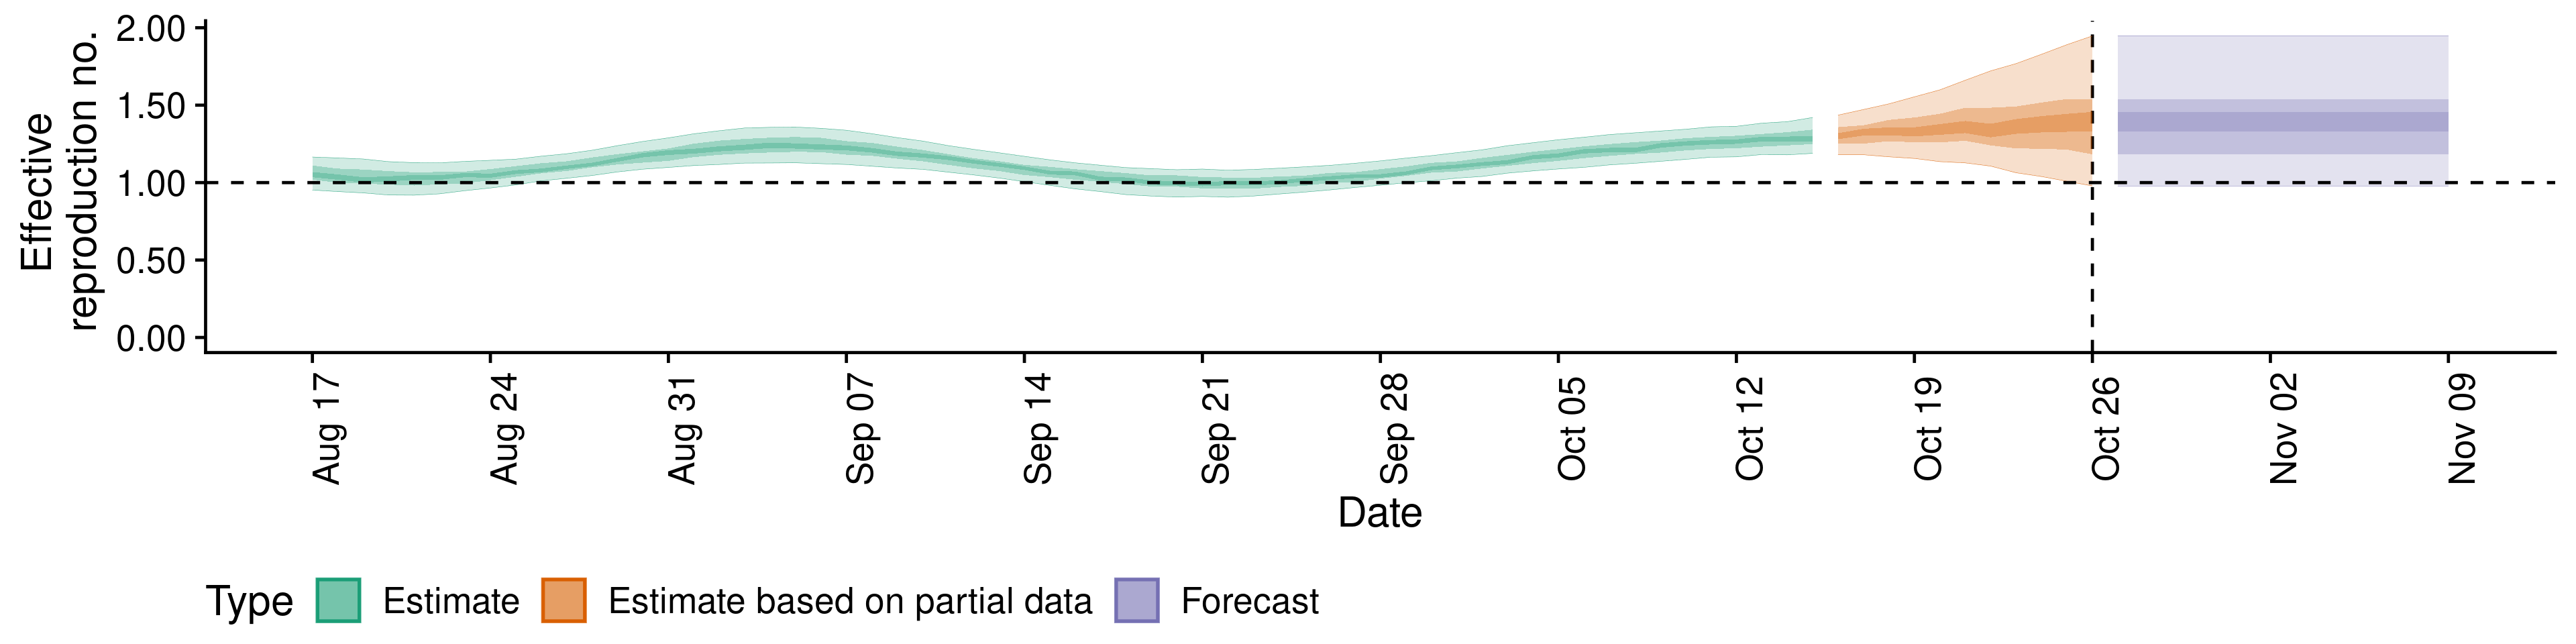 Effective
reproduction no.
2.00
1.50
1.00
0.50
0.00
Aug 17
Aug 24
Aug 31
Sep 07
Sep 14
Sep 21
Sep 28
Oct 05
Oct 12
Oct 19
Oct 26
Nov 02
Nov 09
Date
Type Estimate Estimate based on partial data Forecast